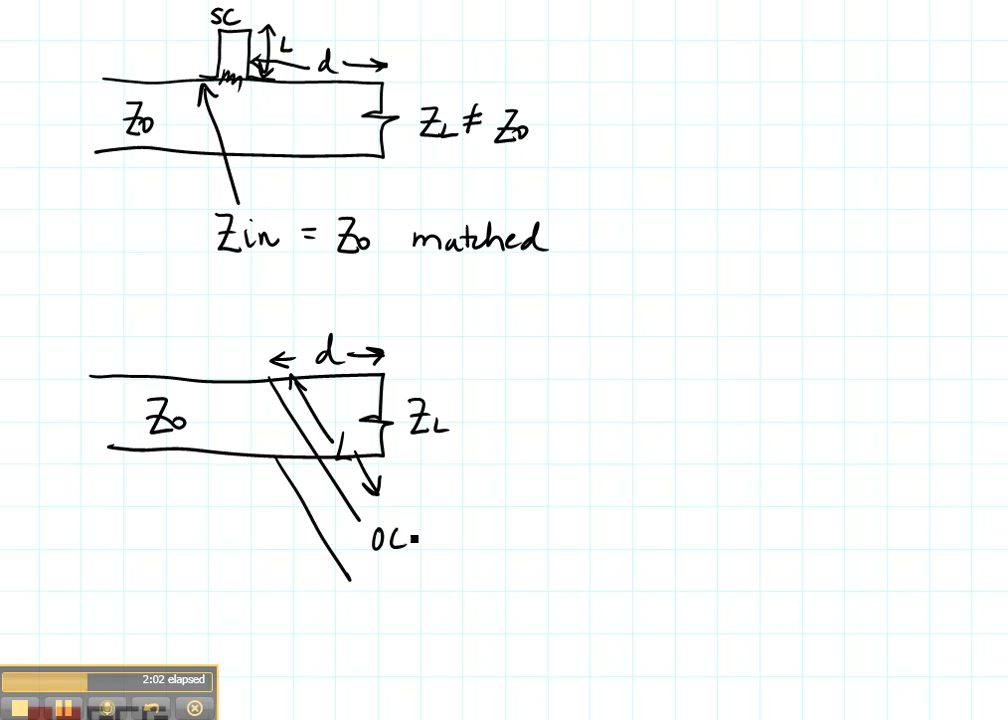 SC
L
d
Z0
ZL ≠ Z0
Zin = Z0 matched
d
Z0
ZL
L
OC
2:02 elapsed